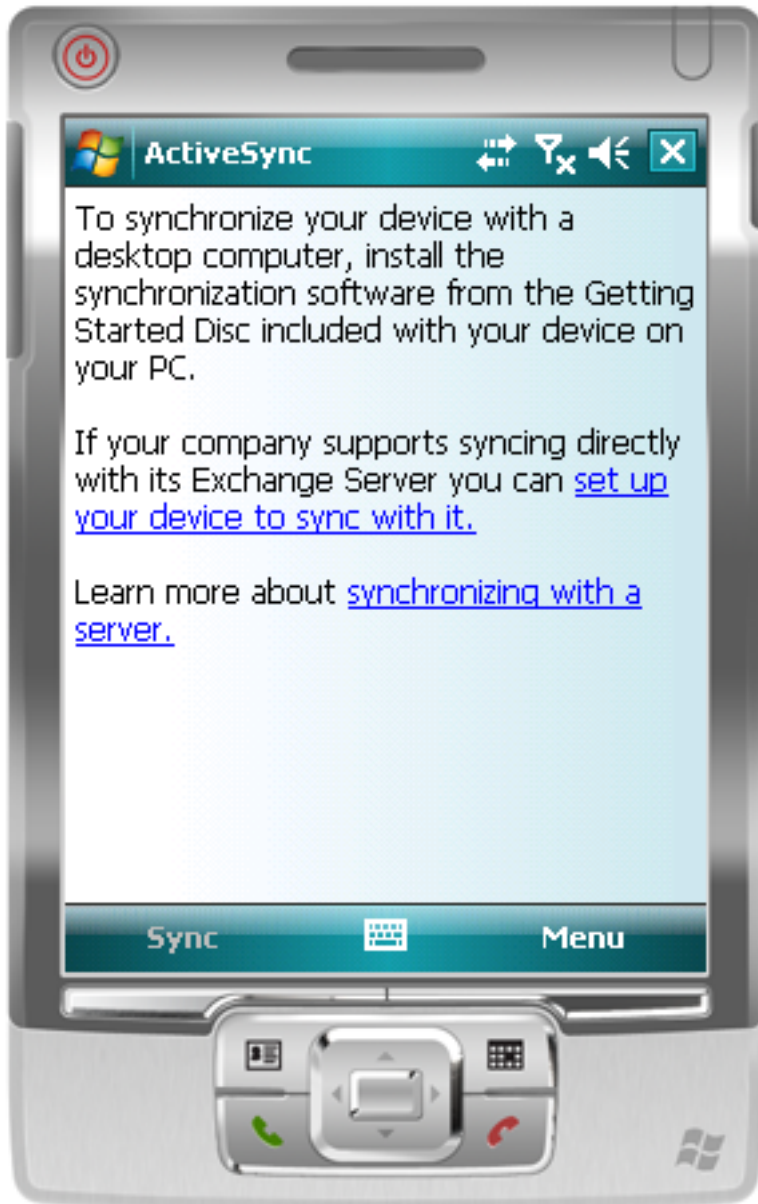 ActiveSync
To synchronize your device with a
desktop computer, install the
synchronization software from the Getting
Started Disc included with your device on
your PC.
If your company supports syncing directly
with its Exchange Server you can set up
your device to sync with it.
Learn more about synchronizing with a
server.
Sync Menu